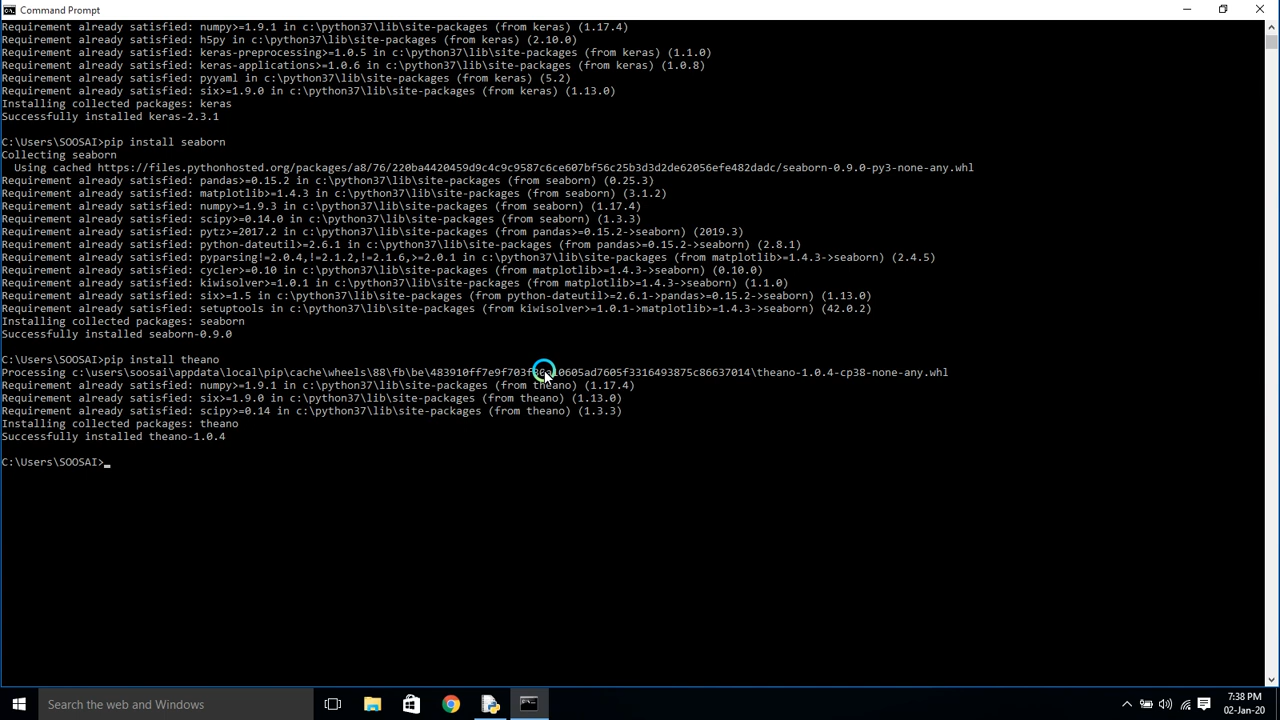 Command Prompt
Requirement already satisfied: numpy>=1.9.1 in c:\python37\lib\site-packages (from keras) (1.17.4)
Requirement already satisfied: h5py in c:\python37\lib\site-packages (from keras) (2.10.0)
Requirement already satisfied: keras-preprocessing>=1.0.5 in c:\python37\lib\site-packages (from keras) (1.1.0)
Requirement already satisfied: keras-applications>=1.0.6 in c:\python37\lib\site-packages (from keras) (1.0.8)
Requirement already satisfied: pyyaml in c:\python37\lib\site-packages (from keras) (5.2)
Requirement already satisfied: six>=1.9.0 in c:\python37\lib\site-packages (from keras) (1.13.0)
Installing collected packages: keras
Successfully installed keras-2.3.1
C:\Users\SOOSAI>pip install seaborn
Collecting seaborn
Using cached https://files.pythonhosted.org/packages/a8/76/220ba4420459d9c4c9c9587c6ce607bf56c25b3d3d2de62056efe482dadc/seaborn-0.9.0-py3-none-any.whl
Requirement already satisfied: pandas>=0.15.2 in c:\python37\lib\site-packages (from seaborn) (0.25.3)
Requirement already satisfied: matplotlib>=1.4.3 in c:\python37\lib\site-packages (from seaborn) (3.1.2)
Requirement already satisfied: numpy>=1.9.3 in c:\python37\lib\site-packages (from seaborn) (1.17.4)
Requirement already satisfied: scipy>=0.14.0 in c:\python37\lib\site-packages (from seaborn) (1.3.3)
Requirement already satisfied: pytz>=2017.2 in c:\python37\lib\site-packages (from pandas>=0.15.2->seaborn) (2019.3)
Requirement already satisfied: python-dateutil>=2.6.1 in c:\python37\lib\site-packages (from pandas>=0.15.2->seaborn) (2.8.1)
Requirement already satisfied: pyparsing!=2.0.4,!=2.1.2,!=2.1.6,>=2.0.1 in c:\python37\lib\site-packages (from matplotlib>=1.4.3->seaborn) (2.4.5)
Requirement already satisfied: cycler>=0.10 in c:\python37\lib\site-packages (from matplotlib>=1.4.3->seaborn) (0.10.0)
Requirement already satisfied: kiwisolver>=1.0.1 in c:\python37\lib\site-packages (from matplotlib>=1.4.3->seaborn) (1.1.0)
Requirement already satisfied: six>=1.5 in c:\python37\lib\site-packages (from python-dateutil>=2.6.1->pandas>=0.15.2->seaborn) (1.13.0)
Requirement already satisfied: setuptools in c:\python37\lib\site-packages (from kiwisolver>=1.0.1->matplotlib>=1.4.3->seaborn) (42.0.2)
Installing collected packages: seaborn
Successfully installed seaborn-0.9.0
C:\Users\SOOSAI>pip install theano
Processing
Requirement already satisfied: numpy>=1.9.1 in c:\python37\lib\site-packages (from theano) (1.17.4)
Requirement already satisfied: six>=1.9.0 in c:\python37\lib\site-packages (from theano) (1.13.0)
Requirement already satisfied: scipy>=0.14 in c:\python37\lib\site-packages (from theano) (1.3.3)
Installing collected packages: theano
Successfully installed theano-1.0.4
C:\Users\SOOSAI>_
Search the web and Windows
7:38 PM
02-Jan-20